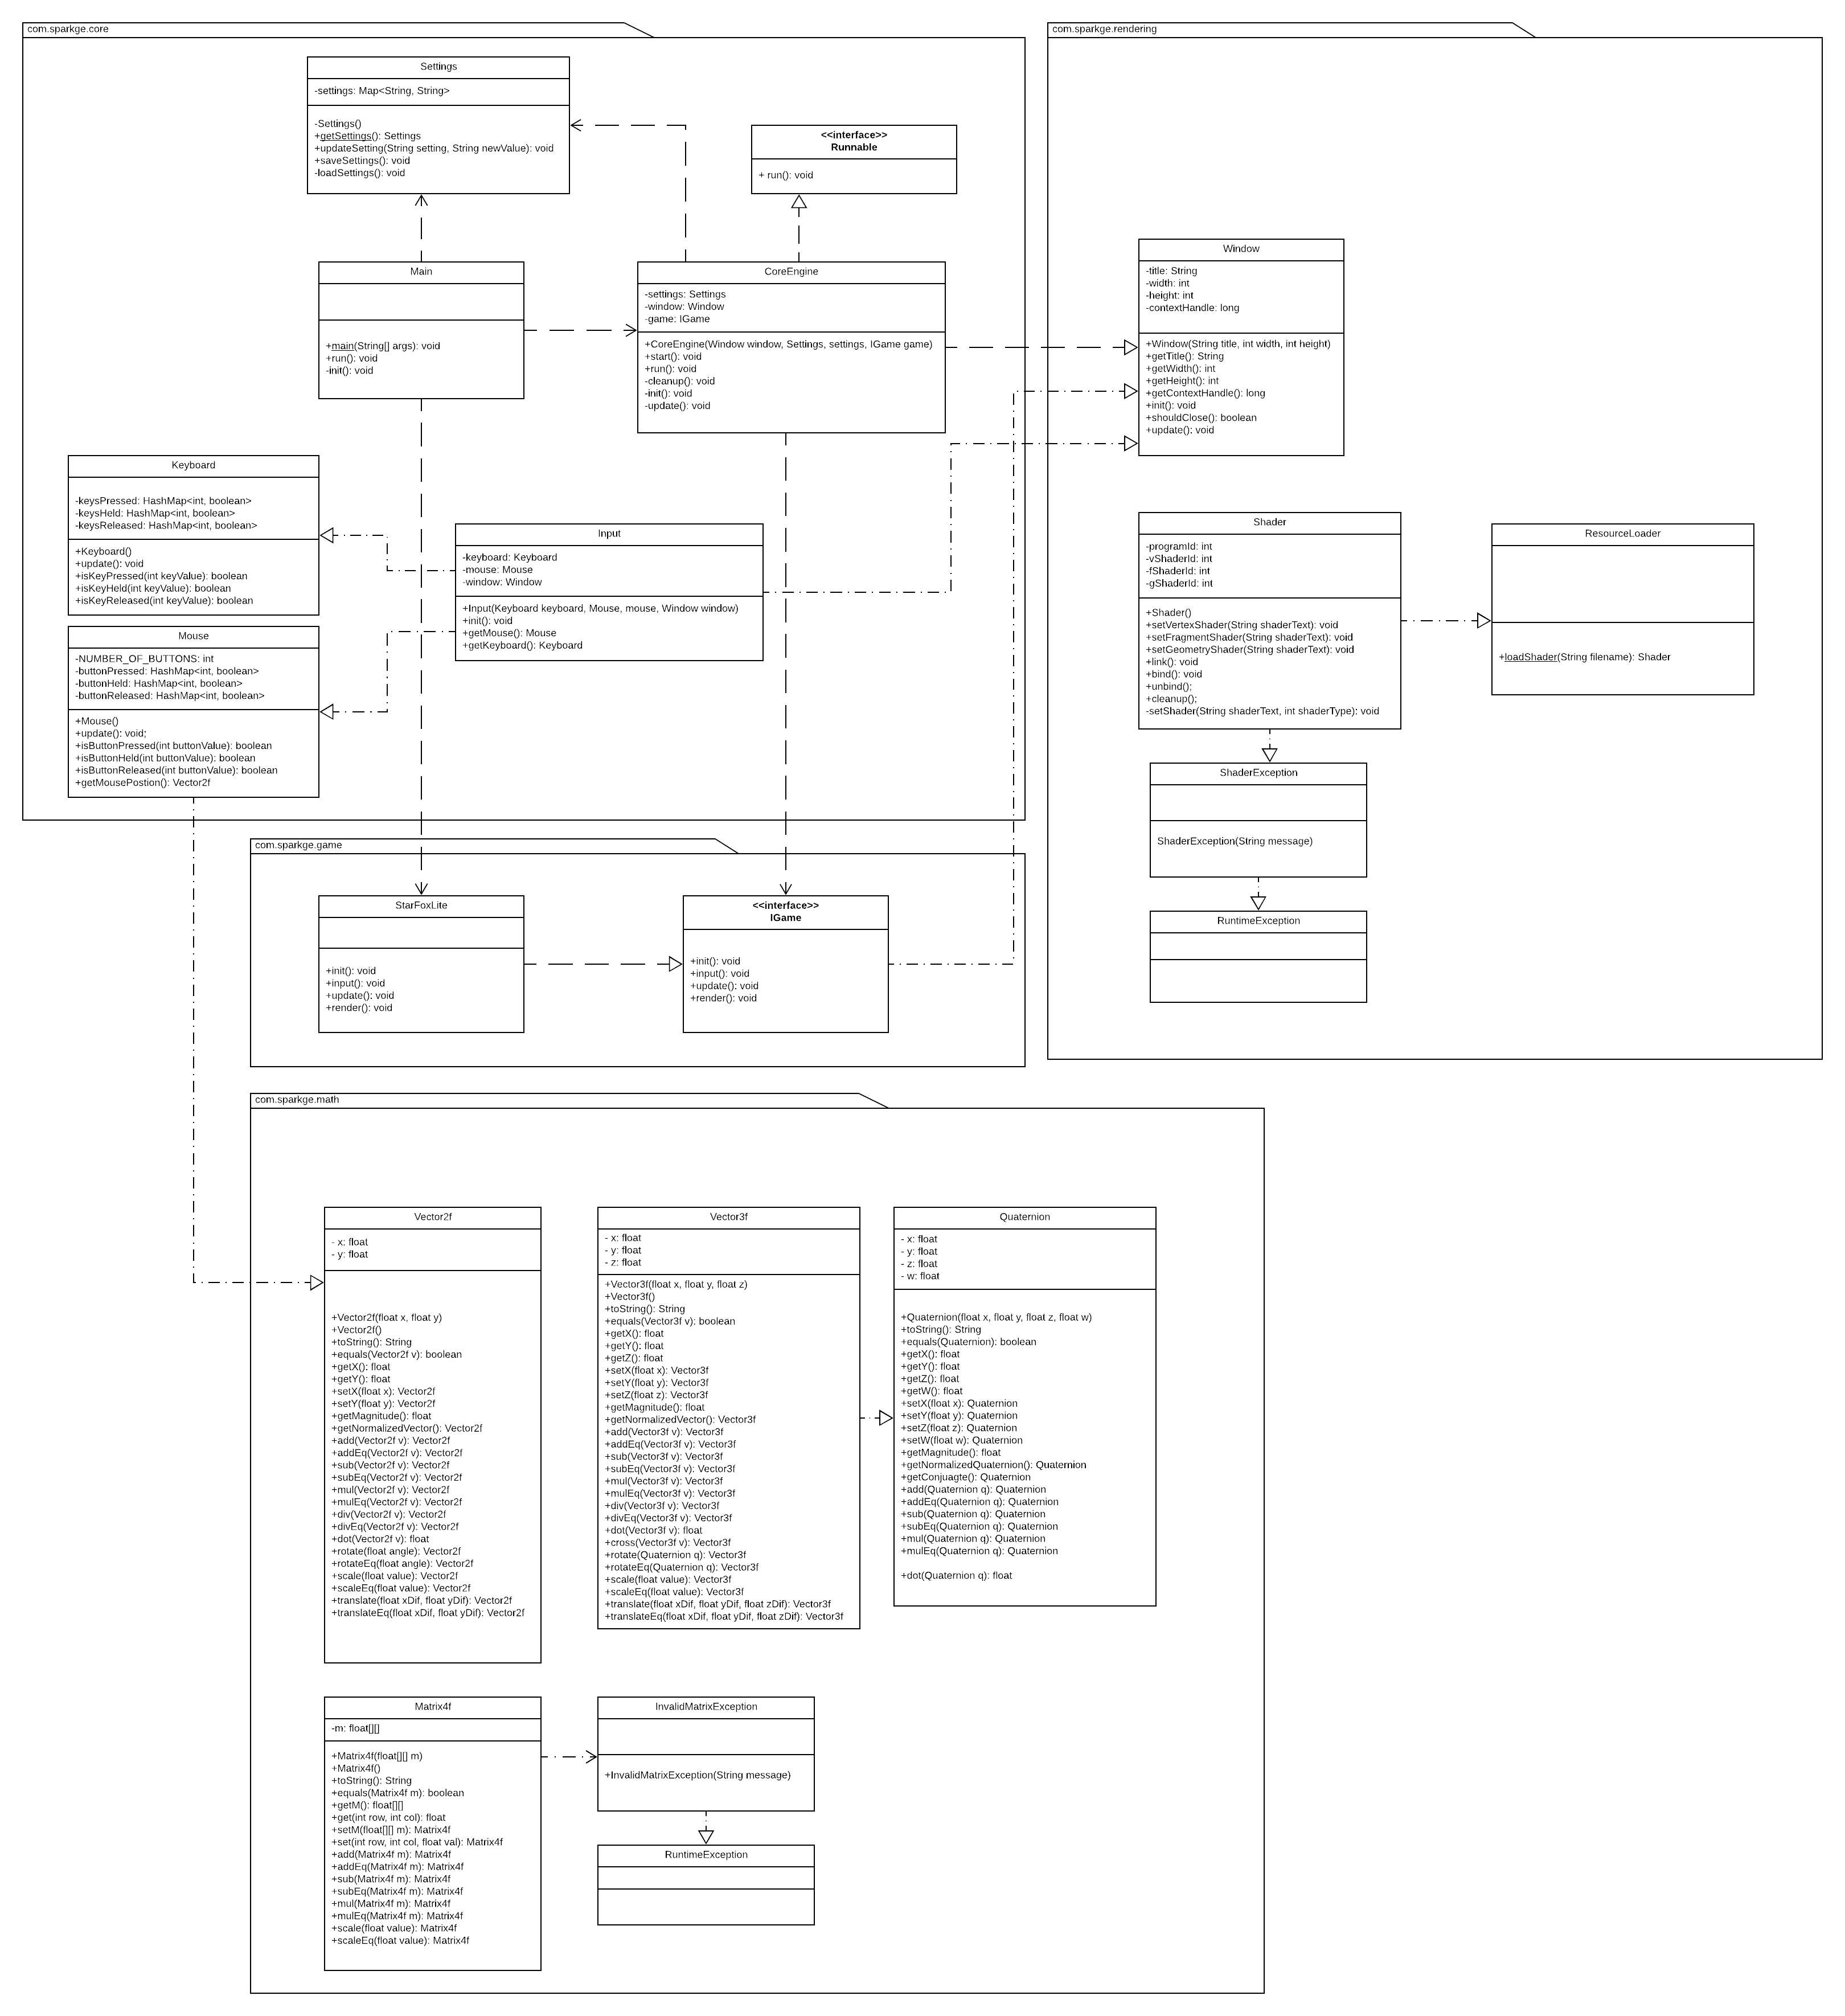 com.sparkge.core
Settings
-settings: Map<String, String>
-Settings()
+getSettings(): Settings
+updateSetting(String setting, String newValue): void
+saveSettings(): void
-loadSettings(): void
<<interface>>
Runnable
+ run(): void
Main
+main(String[] args): void
+run(): void
-init(): void
CoreEngine
-settings: Settings
-window: Window
-game: IGame
+CoreEngine(Window window, Settings, settings, IGame game)
+start(): void
+run(): void
-cleanup(): void
-init(): void
-update(): void
Keyboard
-keysPressed: HashMap<int, boolean>
-keysHeld: HashMap<int, boolean>
-keysReleased: HashMap<int, boolean>
+Keyboard()
+update(): void
+isKeyPressed(int keyValue): boolean
+isKeyHeld(int keyValue): boolean
+isKeyReleased(int keyValue): boolean
Input
-keyboard: Keyboard
-mouse: Mouse
-window: Window
+Input(Keyboard keyboard, Mouse, mouse, Window window)
+init(): void
+getMouse(): Mouse
+getKeyboard(): Keyboard
Mouse
-NUMBER_OF_BUTTONS: int
-buttonPressed: HashMap<int, boolean>
-buttonHeld: HashMap<int, boolean>
-buttonReleased: HashMap<int, boolean>
+Mouse()
+update(): void;
+isButtonPressed(int buttonValue): boolean
+isButtonHeld(int buttonValue): boolean
+isButtonReleased(int buttonValue): boolean
+getMousePostion(): Vector2f
com.sparkge.rendering
Window
-title: String
-width: int
-height: int
-contextHandle: long
+Window(String title, int width, int height)
+getTitle(): String
+getWidth(): int
+getHeight(): int
+getContextHandle(): long
+init(): void
+shouldClose(): boolean
+update(): void
Shader
-programId: int
-vShaderId: int
-fShaderId: int
-gShaderId: int
+Shader()
+setVertexShader(String shaderText): void
+setFragmentShader(String shaderText): void
+setGeometryShader(String shaderText): void
+link(): void
+bind(): void
+unbind();
+cleanup();
-setShader(String shaderText, int shaderType): void
ResourceLoader
+loadShader(String filename): Shader
ShaderException
ShaderException(String message)
RuntimeException
com.sparkge.game
StarFoxLite
+init(): void
+input(): void
+update(): void
+render(): void
<<interface>>
IGame
+init(): void
+input(): void
+update(): void
+render(): void
com.sparkge.math
Vector2f
- x: float
- y: float
+Vector2f(float x, float y)
+Vector2f()
+toString(): String
+equals(Vector2f v): boolean
+getX(): float
+getY(): float
+setX(float x): Vector2f
+setY(float y): Vector2f
+getMagnitude(): float
+getNormalizedVector(): Vector2f
+add(Vector2f v): Vector2f
+addEq(Vector2f v): Vector2f
+sub(Vector2f v): Vector2f
+subEq(Vector2f v): Vector2f
+mul(Vector2f v): Vector2f
+mulEq(Vector2f v): Vector2f
+div(Vector2f v): Vector2f
+divEq(Vector2f v): Vector2f
+dot(Vector2f v): float
+rotate(float angle): Vector2f
+rotateEq(float angle): Vector2f
+scale(float value): Vector2f
+scaleEq(float value): Vector2f
+translate(float xDif, float yDif): Vector2f
+translateEq(float xDif, float yDif): Vector2f
Vector3f
- x: float
- y: float
- z: float
+Vector3f(float x, float y, float z)
+Vector3f()
+toString(): String
+equals(Vector3f v): boolean
+getX(): float
+getY(): float
+getZ(): float
+setX(float x): Vector3f
+setY(float y): Vector3f
+setZ(float z): Vector3f
+getMagnitude(): float
+getNormalizedVector(): Vector3f
+add(Vector3f v): Vector3f
+addEq(Vector3f v): Vector3f
+sub(Vector3f v): Vector3f
+subEq(Vector3f v): Vector3f
+mul(Vector3f v): Vector3f
+mulEq(Vector3f v): Vector3f
+div(Vector3f v): Vector3f
+divEq(Vector3f v): Vector3f
+dot(Vector3f v): float
+cross(Vector3f v): Vector3f
+rotate(Quaternion q): Vector3f
+rotateEq(Quaternion q): Vector3f
+scale(float value): Vector3f
+scaleEq(float value): Vector3f
+translate(float xDif, float yDif, float zDif): Vector3f
+translateEq(float xDif, float yDif, float zDif): Vector3f
Quaternion
- x: float
- y: float
- z: float
- w: float
+Quaternion(float x, float y, float z, float w)
+toString(): String
+equals(Quaternion): boolean
+getX(): float
+getY(): float
+getZ(): float
+getW(): float
+setX(float x): Quaternion
+setY(float y): Quaternion
+setZ(float z): Quaternion
+setW(float w): Quaternion
+getMagnitude(): float
+getNormalizedQuaternion(): Quaternion
+getConjuagte(): Quaternion
+add(Quaternion q): Quaternion
+addEq(Quaternion q): Quaternion
+sub(Quaternion q): Quaternion
+subEq(Quaternion q): Quaternion
+mul(Quaternion q): Quaternion
+mulEq(Quaternion q): Quaternion
+dot(Quaternion q): float
Matrix4f
-m: float[][]
+Matrix4f(float[][] m)
+Matrix4f()
+toString(): String
+equals(Matrix4f m): boolean
+getM(): float[][]
+get(int row, int col): float
+setM(float[][] m): Matrix4f
+set(int row, int col, float val): Matrix4f
+add(Matrix4f m): Matrix4f
+addEq(Matrix4f m): Matrix4f
+sub(Matrix4f m): Matrix4f
+subEq(Matrix4f m): Matrix4f
+mul(Matrix4f m): Matrix4f
+mulEq(Matrix4f m): Matrix4f
+scale(float value): Matrix4f
+scaleEq(float value): Matrix4f
InvalidMatrixException
+InvalidMatrixException(String message)
RuntimeException